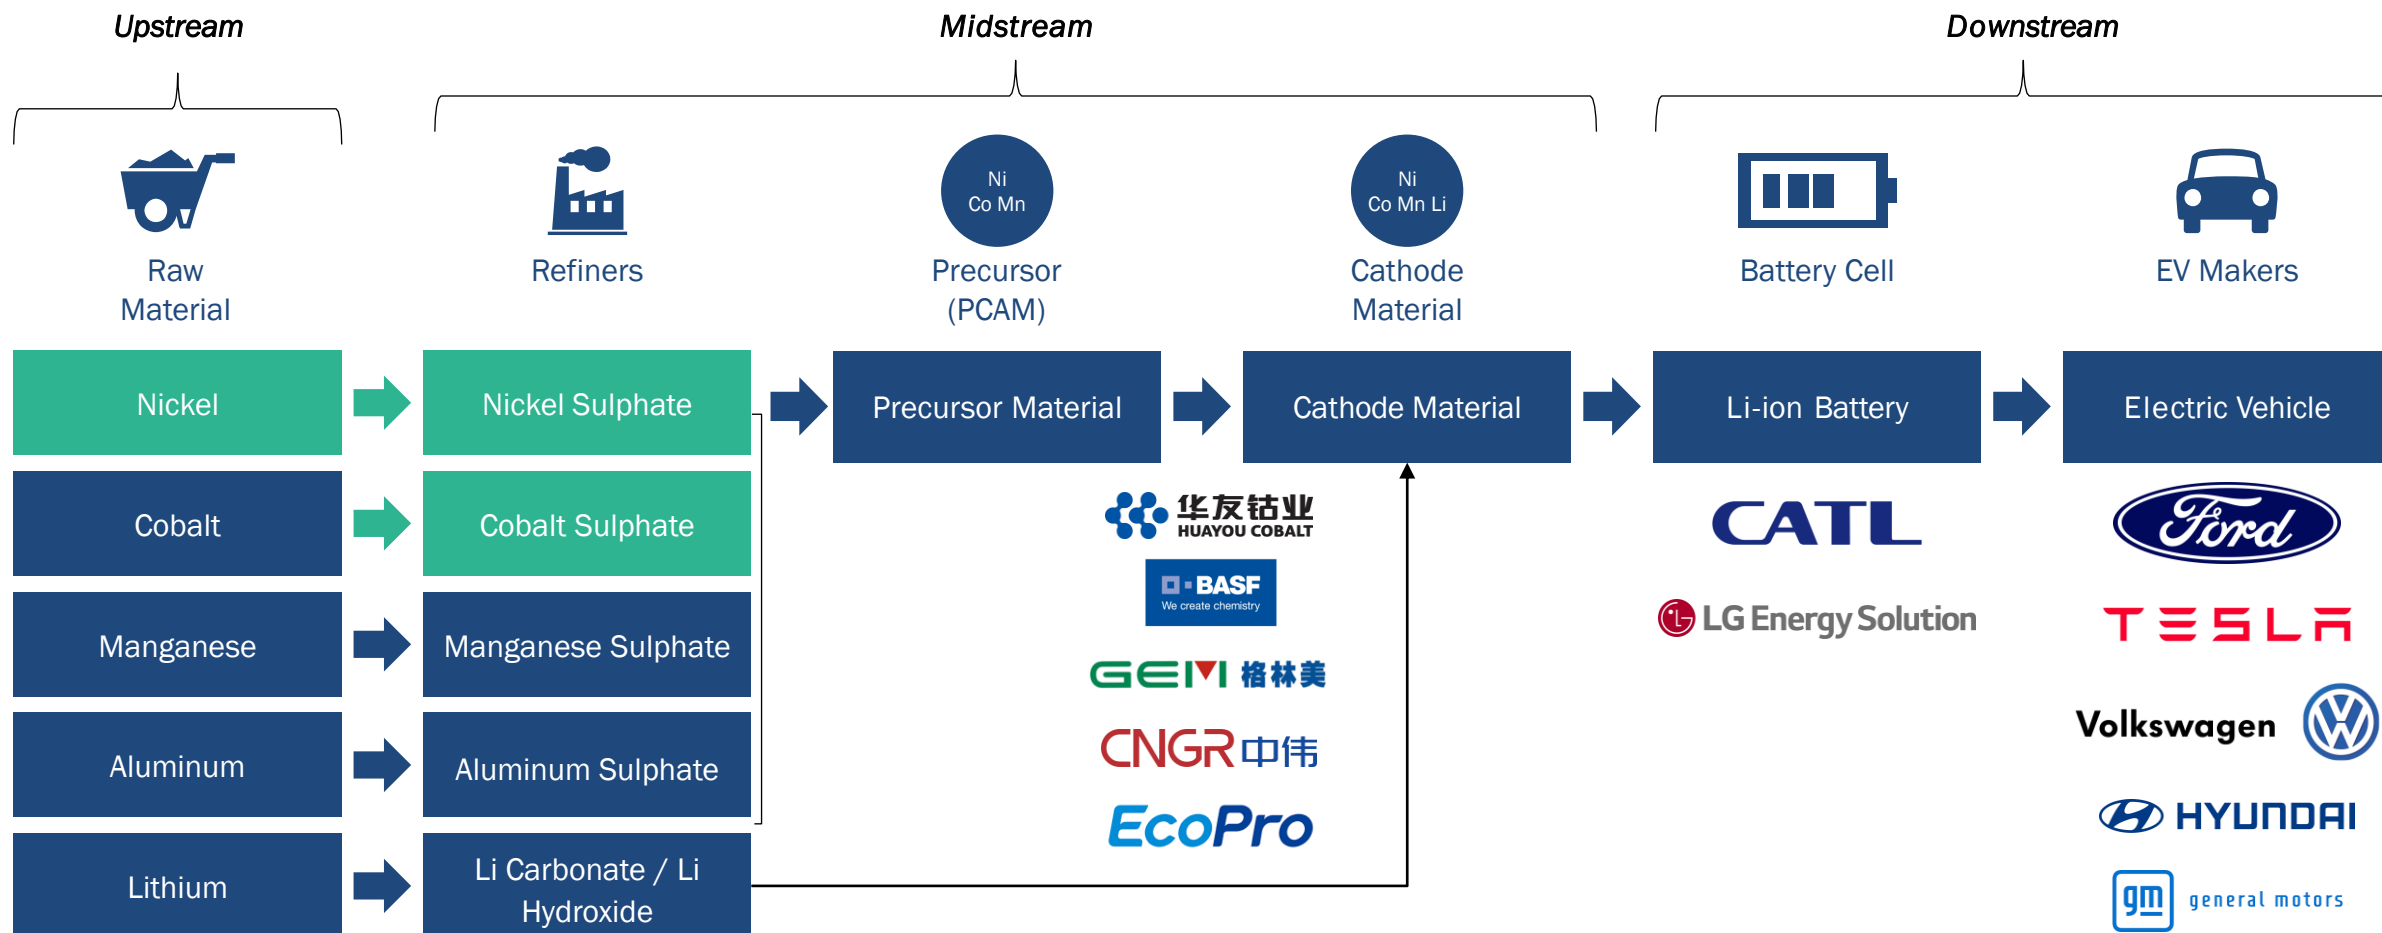 Upstream
Midstream
Downstream
Ni
Co Mn
Ni
Co Mn Li
Raw
Material
Refiners
Precursor
(PCAM)
Cathode
Material
Battery Cell
EV Makers
Nickel
Nickel Sulphate
Precursor Material
Cathode Material
Li-ion Battery
Electric Vehicle
Cobalt
Cobalt Sulphate
Manganese
Manganese Sulphate
Aluminum
Aluminum Sulphate
Lithium
Li Carbonate / Li
Hydroxide
华友钴业
HUAYOU COBALT
BASF
We create chemistry
GEM 格林美
CNGR 中伟
EcoPro
CATL
LG LG Energy Solution
Ford
TESLA
Volkswagen VW
HYUNDAI
gm general motors